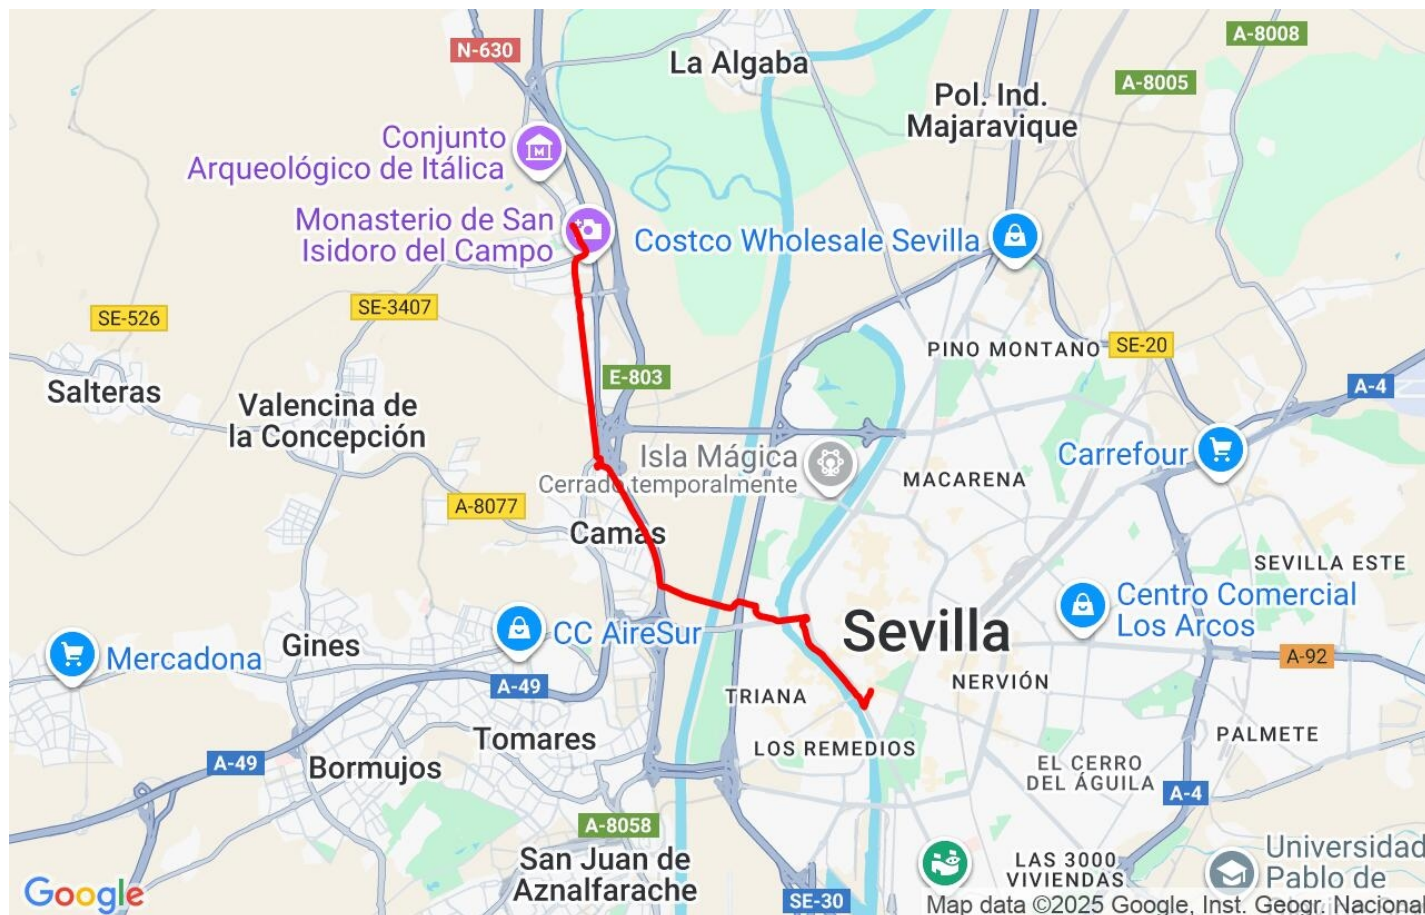 N-630
La Algaba
A-8008
A-8005
Pol. Ind.
Majaravique
Conjunto
Arqueológico de Itálica
M
Monasterio de San
Isidoro del Campo
Costco Wholesale Sevilla
SE-526
SE-3407
PINO MONTANO
SE-20
Salteras
E-803
A-4
Valencina de
la Concepción
Isla Mágica
Cerrado temporalmente
Carrefour
MACARENA
A-8077
Camas
SEVILLA ESTE
Centro Comercial
Los Arcos
Sevilla
Gines
CC AireSur
Mercadona
A-92
A-49
TRIANA
NERVIÓN
Tomares
LOS REMEDIOS
PALMETE
A-49
Bormujos
EL CERRO
DEL ÁGUILA
A-4
A-8058
San Juan de
Aznalfarache
LAS 3000
VIVIENDAS
Universidad
Pablo de
SE-30
Google
Map data ©2025 Google, Inst. Geogr. Nacional